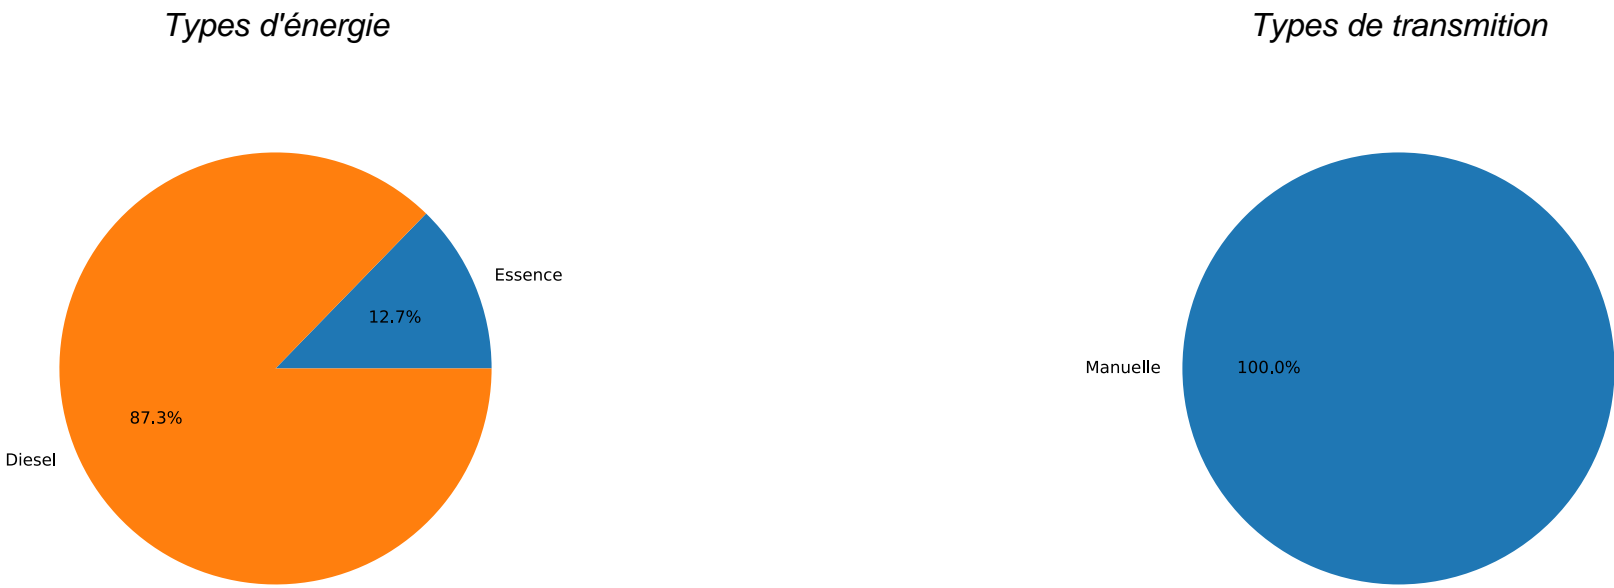 Types d'énergie
Types de transmition
Essence
12.7%
87.3%
Diesel
Manuelle
100.0%